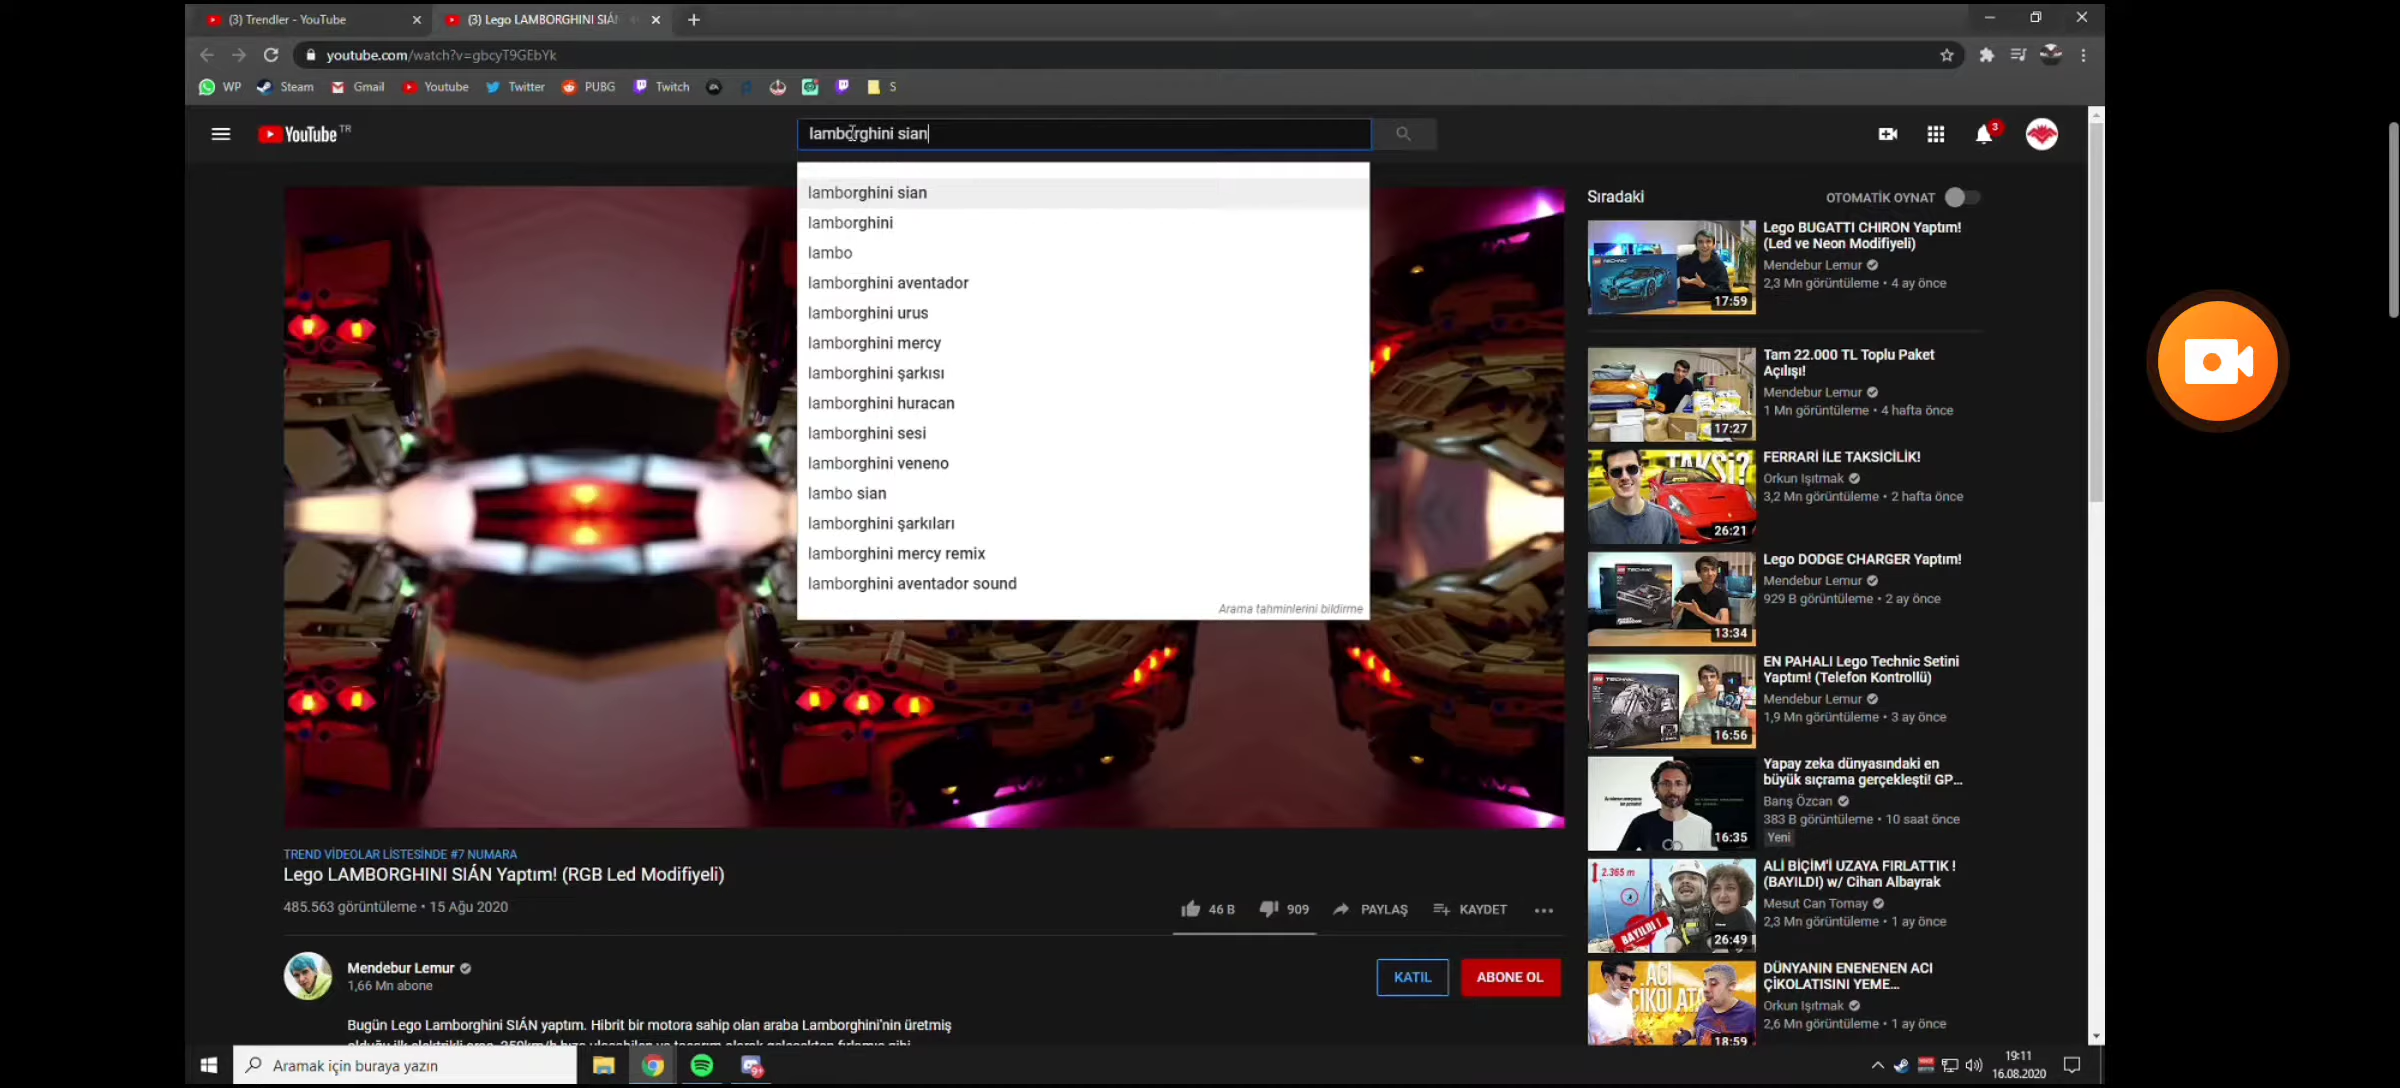 (3) Trendler - YouTube
(3) Lego LAMBORGHINI SIÁN
youtube.com/watch?v=gbcyT9GEbYk
WP Steam Gmail Youtube Twitter PUBG Twitch S
YouTube TR
lamborghini sian
3
lamborghini sian
lamborghini
lambo
lamborghini aventador
lamborghini urus
lamborghini mercy
lamborghini şarkısı
lamborghini huracan
lamborghini sesi
lamborghini veneno
lambo sian
lamborghini şarkıları
lamborghini mercy remix
lamborghini aventador sound
Arama tahminlerini bildirme
TREND VİDEOLAR LİSTESİNDE #7 NUMARA
Lego LAMBORGHINI SIÁN Yaptım! (RGB Led Modifiyeli)
485.563 görüntüleme • 15 Ağu 2020
46 B 909 PAYLAŞ KAYDET
Mendebur Lemur
1,66 Mn abone
KATIL ABONE OL
Bugün Lego Lamborghini SIÁN yaptım. Hibrit bir motora sahip olan araba Lamborghini'nin üretmiş
Sıradaki
OTOMATİK OYNAT
Lego BUGATTI CHIRON Yaptım!
(Led ve Neon Modifiyeli)
Mendebur Lemur
2,3 Mn görüntüleme • 4 ay önce
17:59
Tam 22.000 TL Toplu Paket
Açılışı!
Mendebur Lemur
1 Mn görüntüleme • 4 hafta önce
17:27
TAKSİ?
FERRARİ İLE TAKSİCİLİK!
Orkun Işıtmak
3,2 Mn görüntüleme • 2 hafta önce
26:21
Lego DODGE CHARGER Yaptım!
Mendebur Lemur
929 B görüntüleme • 2 ay önce
13:34
EN PAHALI Lego Technic Setini
Yaptım! (Telefon Kontrollü)
Mendebur Lemur
1,9 Mn görüntüleme • 3 ay önce
16:56
Yapay zeka dünyasındaki en
büyük sıçrama gerçekleşti! GP...
Barış Özcan
383 B görüntüleme • 10 saat önce
Yeni
16:35
2.365 m
BAYILDI !
ALİ BİÇİM'İ UZAYA FIRLATTIK !
(BAYILDI) w/ Cihan Albayrak
Mesut Can Tomay
2,3 Mn görüntüleme • 1 ay önce
26:49
ACI
ÇİKOLATA
DÜNYANIN ENENENEN ACI
ÇİKOLATASINI YEME...
Orkun Işıtmak
2,6 Mn görüntüleme • 1 ay önce
18:59
Aramak için buraya yazın
19:11
16.08.2020